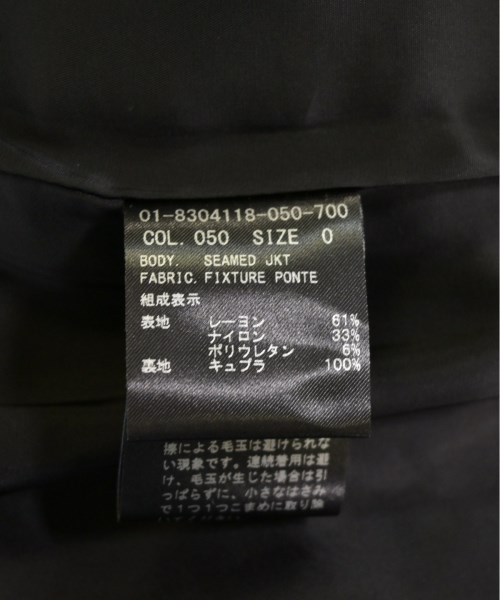 01-8304118-050-700
COL. 050 SIZE 0
BODY. SEAMED JKT
FABRIC. FIXTURE PONTE
組成表示
表地 レーヨン 61%
ナイロン 33%
ポリウレタン 6%
裏地 キュプラ 100%
擦による毛玉は避けられな
い現象です。連続着用は避
け、毛玉が生じた場合は引
っぱらずに、小さなはさみ
で1つ1つこまめに取り除